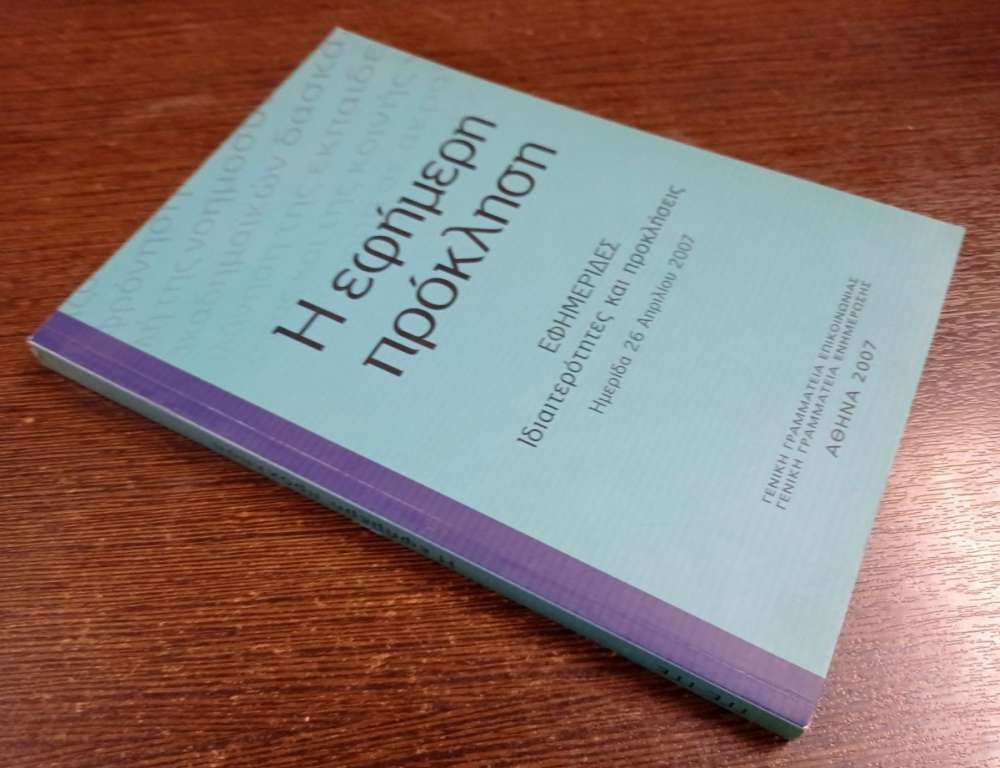 Η εφήμερη
πρόκληση
ΕΦΗΜΕΡΙΔΕΣ
Ιδιαιτερότητες και προκλήσεις
Ημερίδα 26 Απριλίου 2007
ΓΕΝΙΚΗ ΓΡΑΜΜΑΤΕΙΑ ΕΠΙΚΟΙΝΩΝΙΑΣ
ΓΕΝΙΚΗ ΓΡΑΜΜΑΤΕΙΑ ΕΝΗΜΕΡΩΣΗΣ
ΑΘΗΝΑ 2007